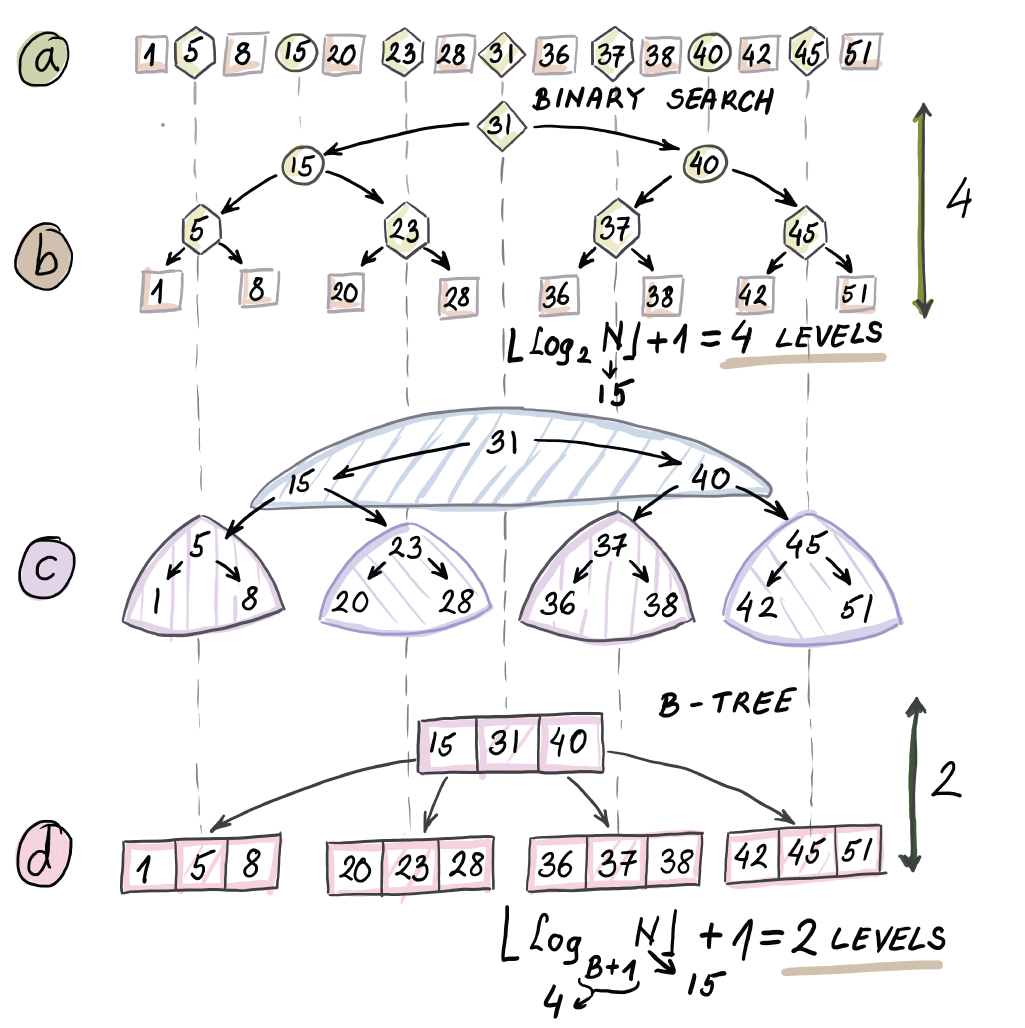 a 1 5 8 15 20 23 28 31 36 37 38 40 42 45 51
BINARY SEARCH
31
15 40
4
b 5 23 37 45
1 8 20 28 36 38 42 51
⌊log₂ N⌋ + 1 = 4 LEVELS
15
31
15 40
c 5 23 37 45
1 8 20 28 36 38 42 51
B-TREE
15 31 40
2
d 1 5 8 20 23 28 36 37 38 42 45 51
⌊log N⌋ + 1 = 2 LEVELS
B+1
4 15